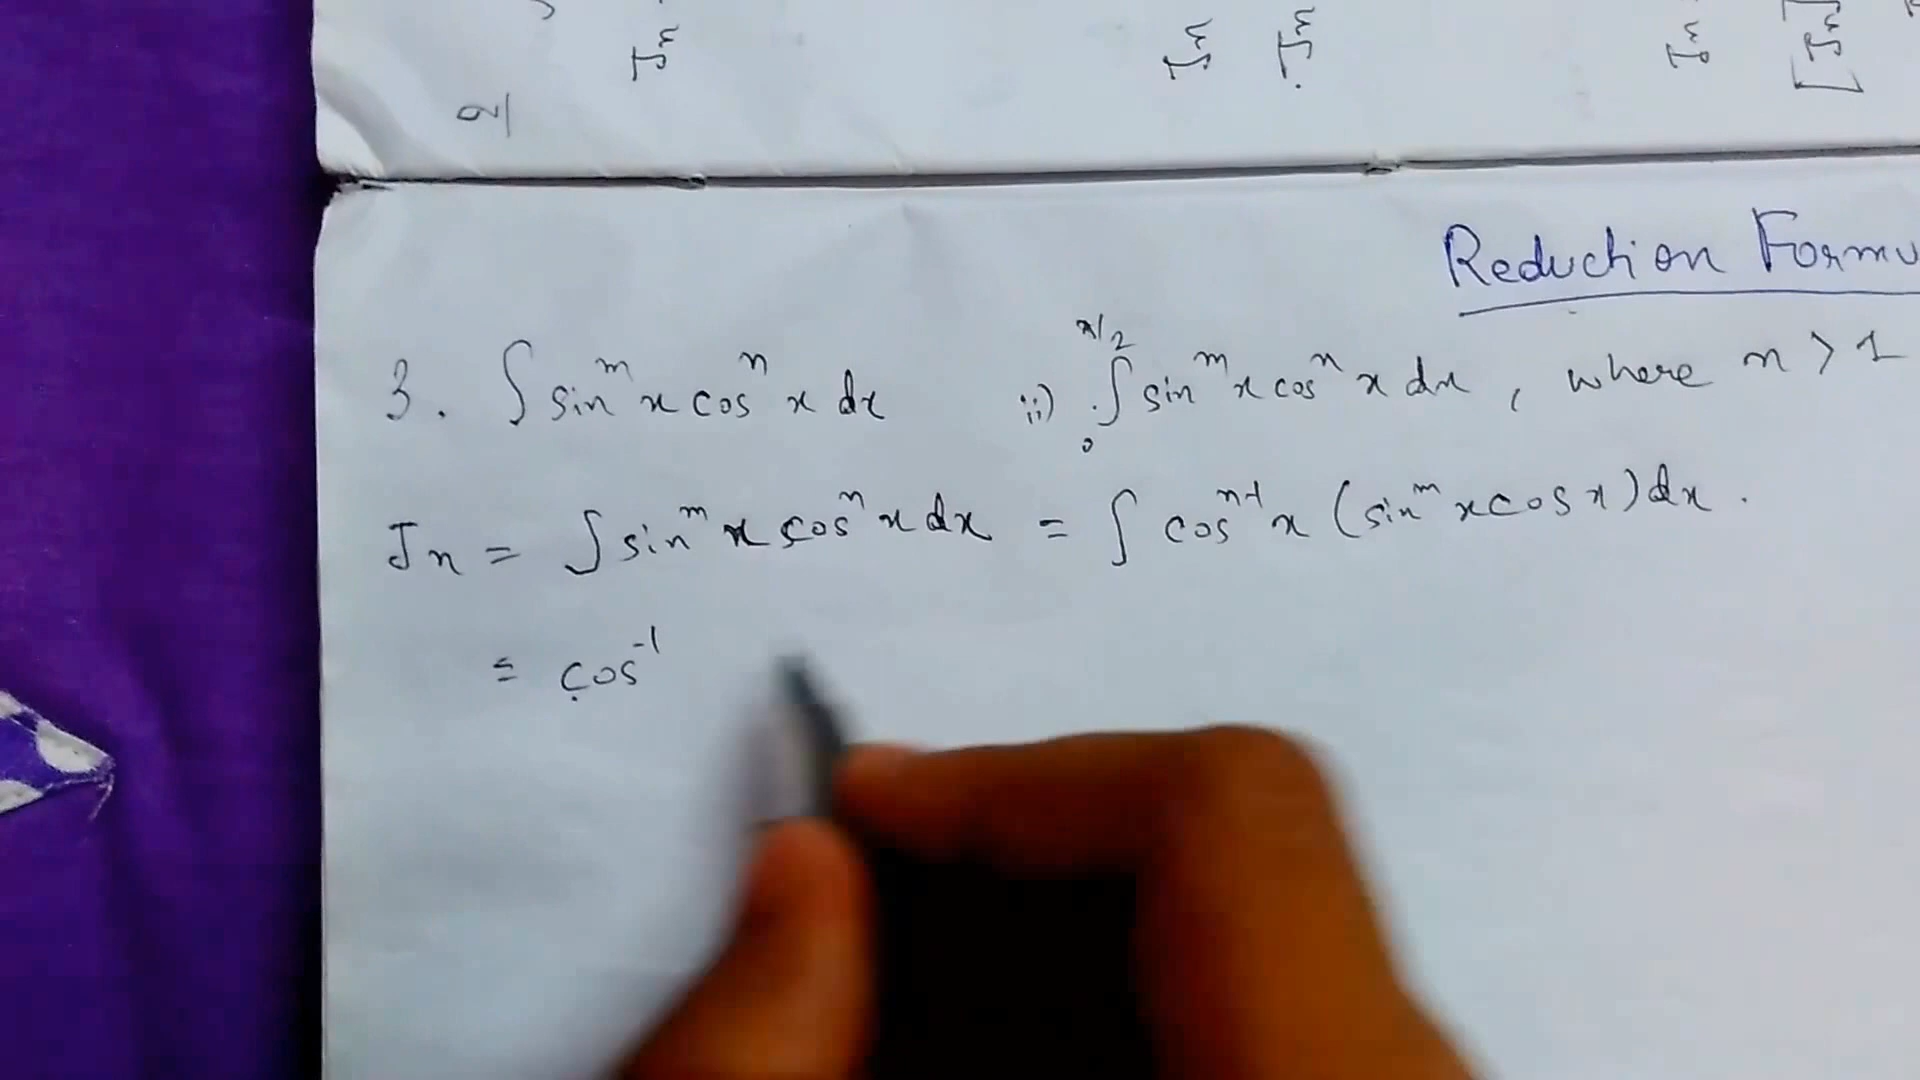 Reduction Formu
3. ∫ sin^m x cos^n x dx   ii) ∫_0^{π/2} sin^m x cos^n x dx, where n > 1
J_n = ∫ sin^m x cos^n x dx = ∫ cos^{n-1} x (sin^m x cos x) dx.
= cos^{-1}